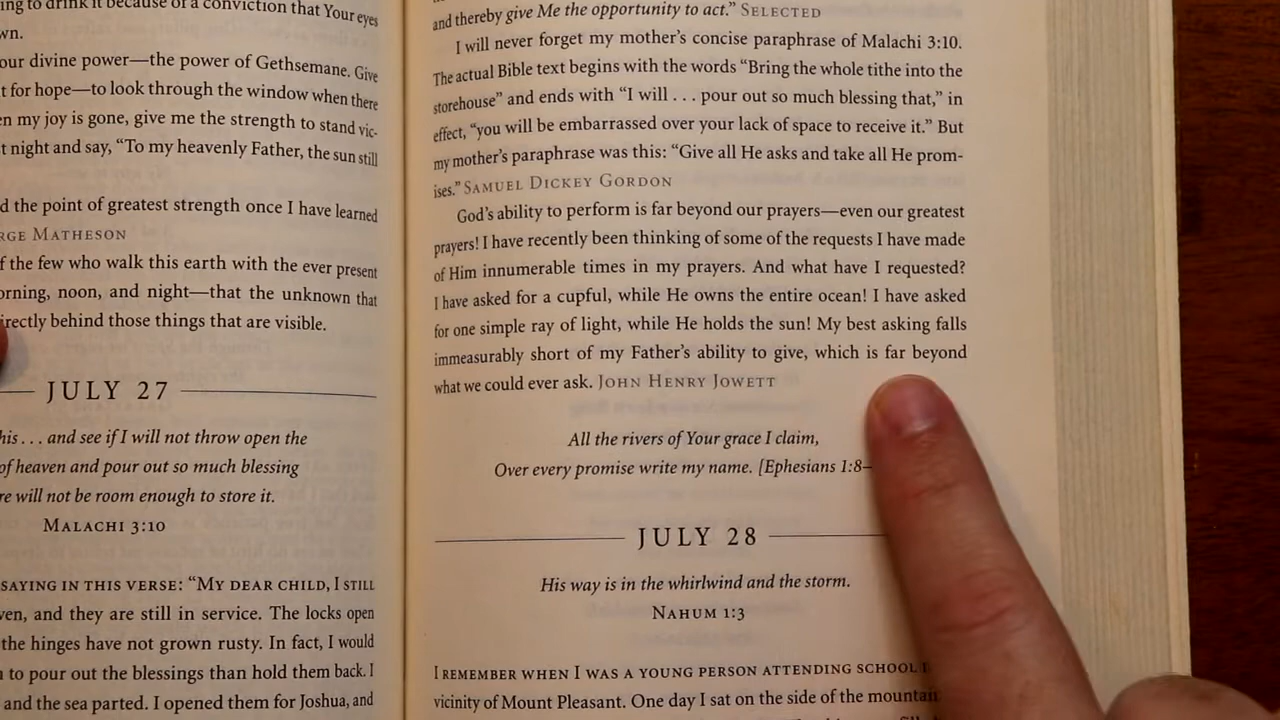 ing to drink it because of a conviction that Your eyes
wn.
our divine power—the power of Gethsemane. Give
t for hope—to look through the window when there
en my joy is gone, give me the strength to stand vic-
t night and say, “To my heavenly Father, the sun still
d the point of greatest strength once I have learned
RGE MATHESON
f the few who walk this earth with the ever present
orning, noon, and night—that the unknown that
irectly behind those things that are visible.
JULY 27
his . . . and see if I will not throw open the
of heaven and pour out so much blessing
re will not be room enough to store it.
MALACHI 3:10
SAYING IN THIS VERSE: “MY DEAR CHILD, I STILL
ven, and they are still in service. The locks open
the hinges have not grown rusty. In fact, I would
n to pour out the blessings than hold them back. I
and the sea parted. I opened them for Joshua, and
and thereby give Me the opportunity to act.” SELECTED
I will never forget my mother’s concise paraphrase of Malachi 3:10.
The actual Bible text begins with the words “Bring the whole tithe into the
storehouse” and ends with “I will . . . pour out so much blessing that,” in
effect, “you will be embarrassed over your lack of space to receive it.” But
my mother’s paraphrase was this: “Give all He asks and take all He prom-
ises.” SAMUEL DICKEY GORDON
God’s ability to perform is far beyond our prayers—even our greatest
prayers! I have recently been thinking of some of the requests I have made
of Him innumerable times in my prayers. And what have I requested?
I have asked for a cupful, while He owns the entire ocean! I have asked
for one simple ray of light, while He holds the sun! My best asking falls
immeasurably short of my Father’s ability to give, which is far beyond
what we could ever ask. JOHN HENRY JOWETT
All the rivers of Your grace I claim,
Over every promise write my name. [Ephesians 1:8–
JULY 28
His way is in the whirlwind and the storm.
NAHUM 1:3
I REMEMBER WHEN I WAS A YOUNG PERSON ATTENDING SCHOOL
vicinity of Mount Pleasant. One day I sat on the side of the mountain